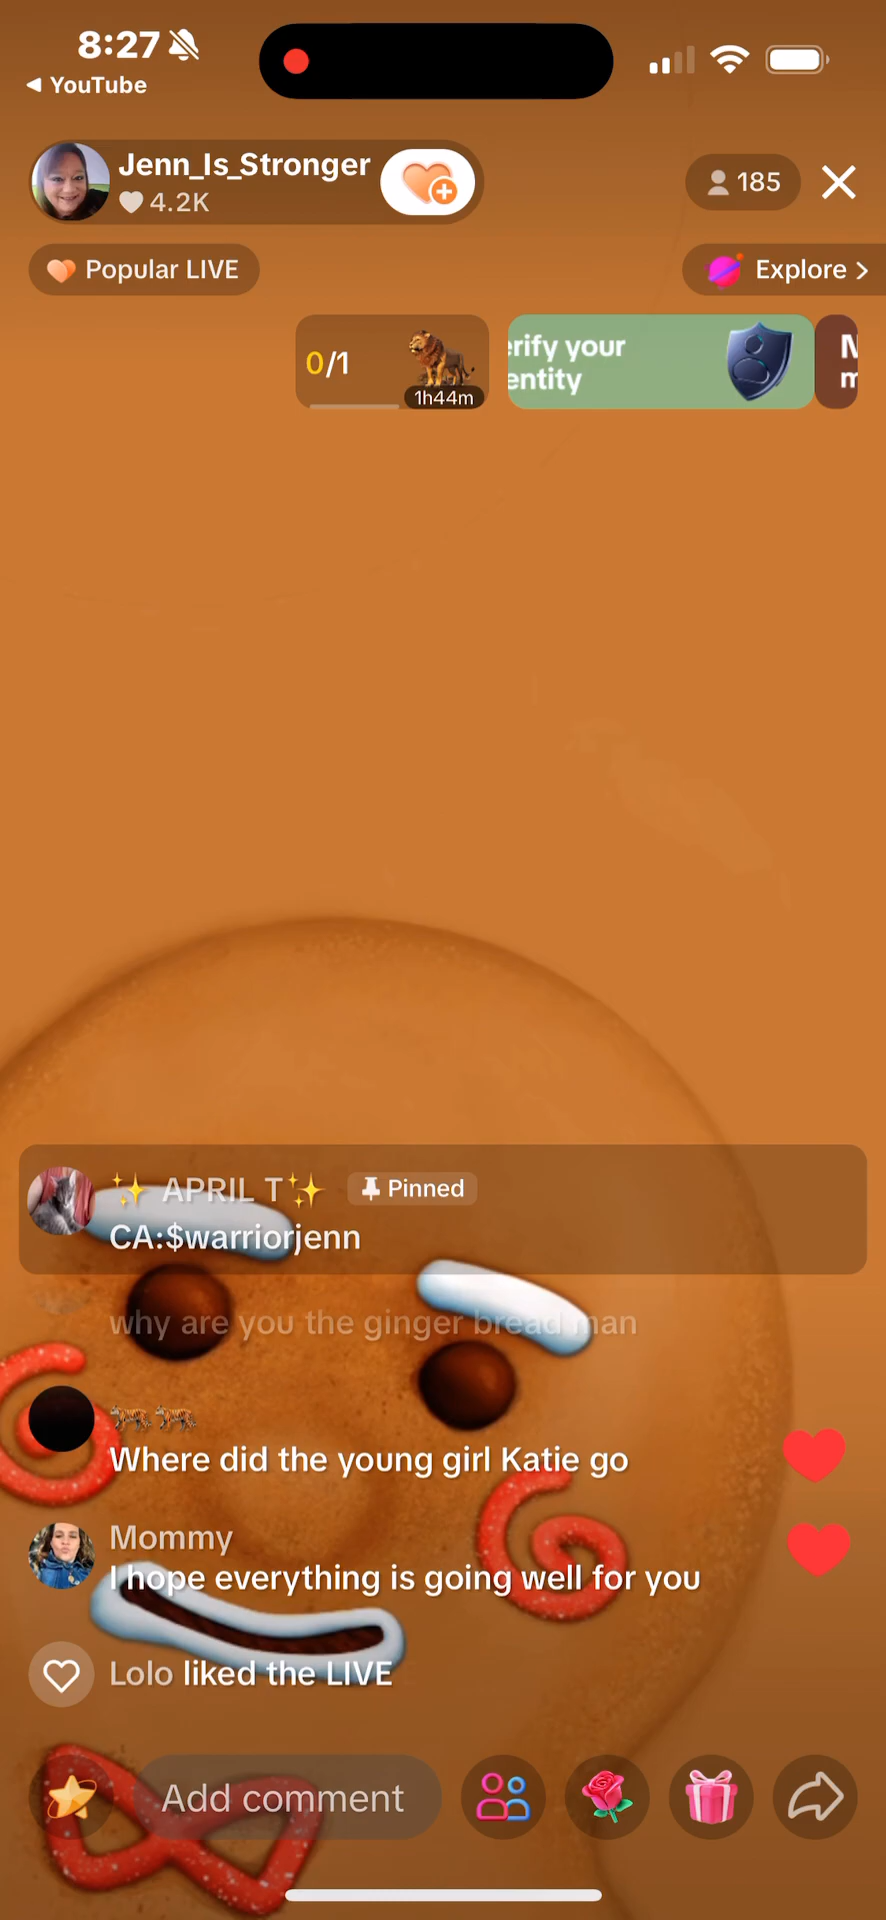 8:27
YouTube
Jenn_Is_Stronger
4.2K
185
Popular LIVE
Explore >
0/1
1h44m
erify your
entity
N
m
✨ APRIL T✨ Pinned
CA:$warriorjenn
why are you the ginger bread man
🐅🐅
Where did the young girl Katie go
Mommy
I hope everything is going well for you
Lolo liked the LIVE
Add comment